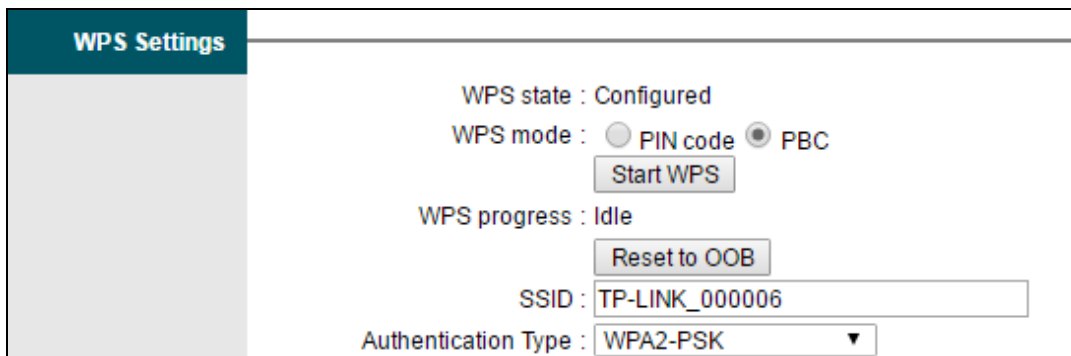 WPS Settings
WPS state : Configured
WPS mode : PIN code PBC
Start WPS
WPS progress : Idle
Reset to OOB
SSID : TP-LINK_000006
Authentication Type : WPA2-PSK